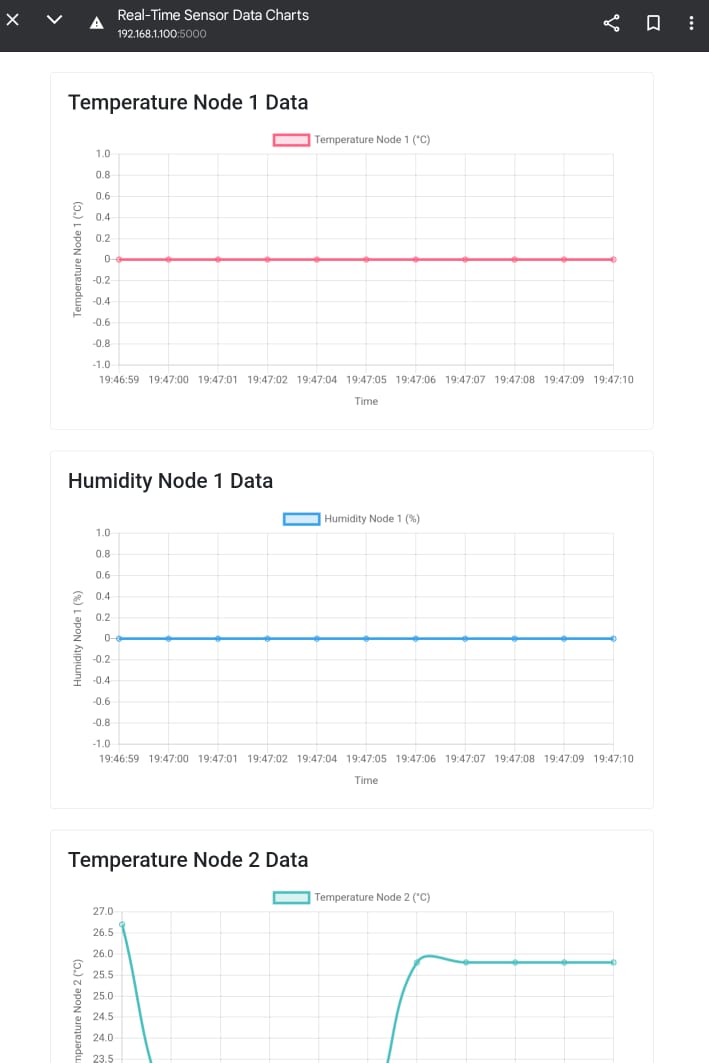 Real-Time Sensor Data Charts
192.168.1.100:5000
Temperature Node 1 Data
Temperature Node 1 (°C)
1.0
0.8
0.6
0.4
0.2
0
-0.2
-0.4
-0.6
-0.8
-1.0
Temperature Node 1 (°C)
19:46:59 19:47:00 19:47:01 19:47:02 19:47:04 19:47:05 19:47:06 19:47:07 19:47:08 19:47:09 19:47:10
Time
Humidity Node 1 Data
Humidity Node 1 (%)
1.0
0.8
0.6
0.4
0.2
0
-0.2
-0.4
-0.6
-0.8
-1.0
Humidity Node 1 (%)
19:46:59 19:47:00 19:47:01 19:47:02 19:47:04 19:47:05 19:47:06 19:47:07 19:47:08 19:47:09 19:47:10
Time
Temperature Node 2 Data
Temperature Node 2 (°C)
27.0
26.5
26.0
25.5
25.0
24.5
24.0
23.5
mperature Node 2 (°C)